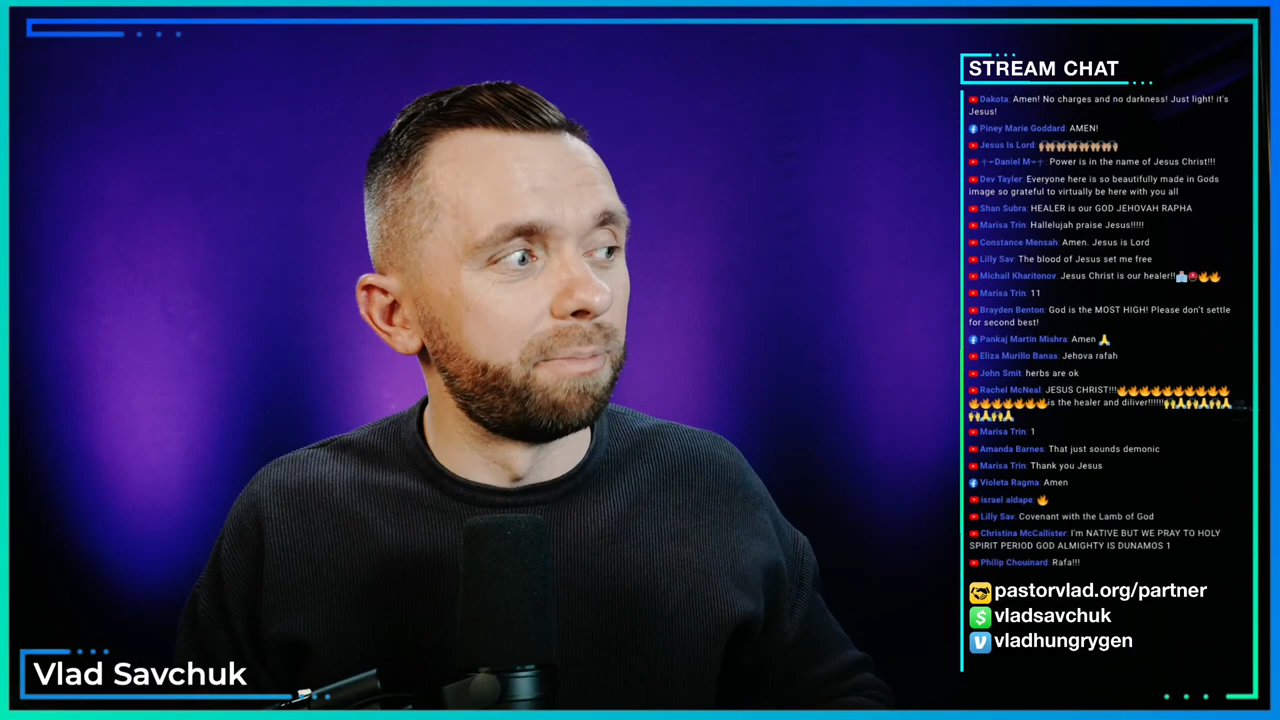 STREAM CHAT
Dakota: Amen! No charges and no darkness! Just light! it's
Jesus!
Piney Marie Goddard: AMEN!
Jesus Is Lord:
Daniel M: Power is in the name of Jesus Christ!!!
Dev Tayler: Everyone here is so beautifully made in Gods
image so grateful to virtually be here with you all
Shan Subra: HEALER is our GOD JEHOVAH RAPHA
Marisa Trin: Hallelujah praise Jesus!!!!!
Constance Mensah: Amen. Jesus is Lord
Lilly Sav: The blood of Jesus set me free
Michail Kharitonov: Jesus Christ is our healer!!⛪🚨🔥🔥
Marisa Trin: 11
Brayden Benton: God is the MOST HIGH! Please don't settle
for second best!
Pankaj Martin Mishra: Amen 🙏
Eliza Murillo Banas: Jehova rafah
John Smit: herbs are ok
Rachel McNeal: JESUS CHRIST!!!🔥🔥🔥🔥🔥🔥🔥🔥🔥🔥
🔥🔥🔥🔥🔥🔥🔥is the healer and diliver!!!!!!🙌🙏🙌🙏🙌🙏
🙌🙏🙌🙏
Marisa Trin: 1
Amanda Barnes: That just sounds demonic
Marisa Trin: Thank you Jesus
Violeta Ragma: Amen
israel aldape: 🔥
Lilly Sav: Covenant with the Lamb of God
Christina McCallister: I'm NATIVE BUT WE PRAY TO HOLY
SPIRIT PERIOD GOD ALMIGHTY IS DUNAMOS 1
Philip Chouinard: Rafa!!!
pastorvlad.org/partner
vladsavchuk
vladhungrygen
Vlad Savchuk